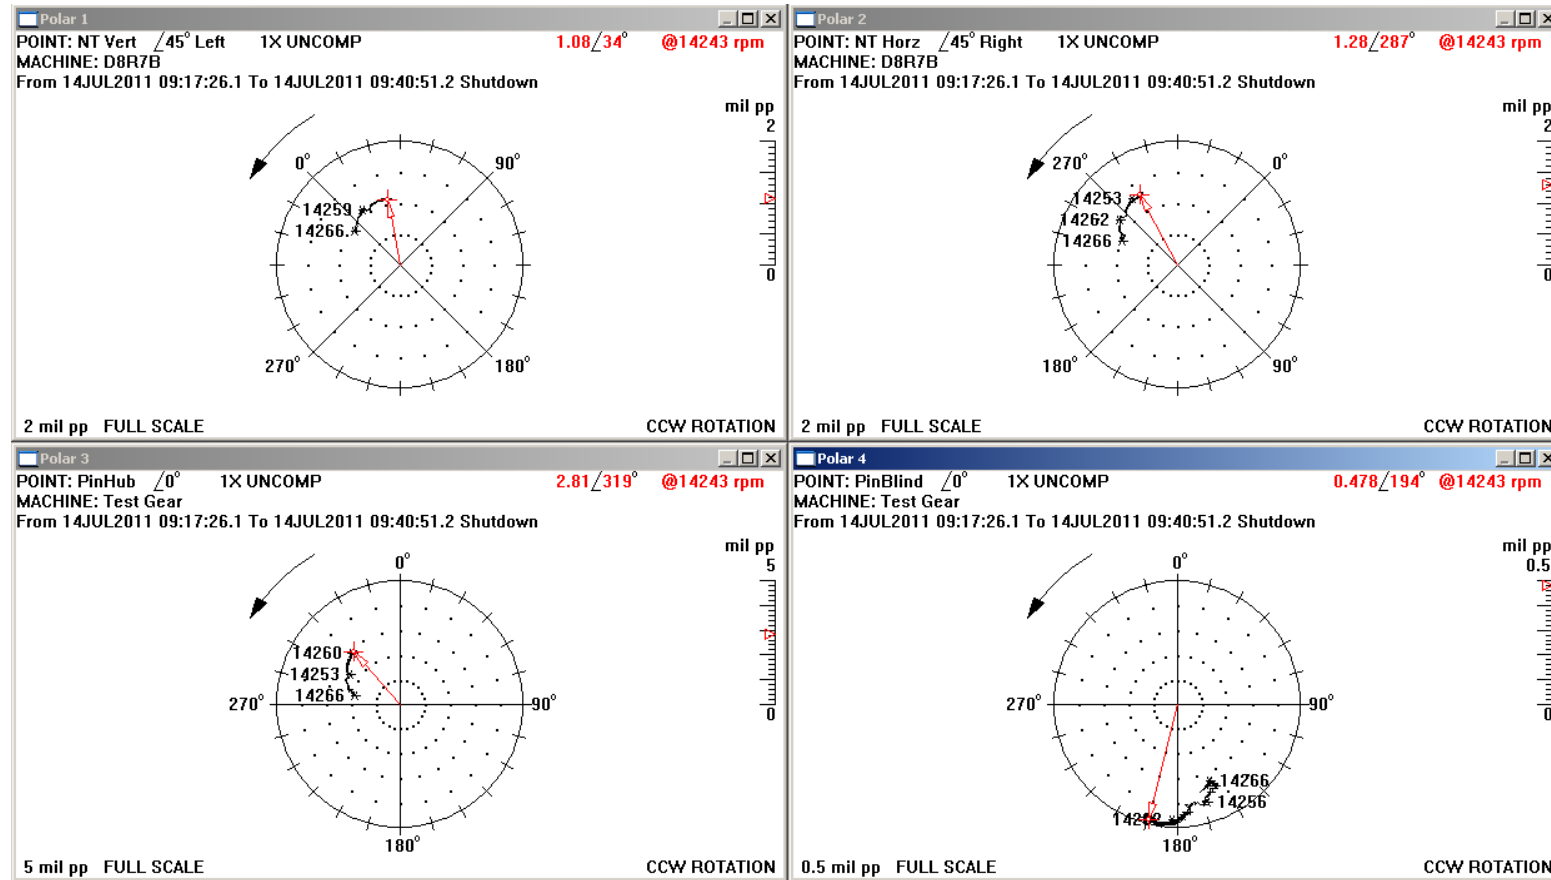 Polar 1
POINT: NT Vert ∠45° Left 1X UNCOMP 1.08∠34° @14243 rpm
MACHINE: D8R7B
From 14JUL2011 09:17:26.1 To 14JUL2011 09:40:51.2 Shutdown
mil pp
2
0° 90°
14259
14266.
0
270° 180°
2 mil pp FULL SCALE CCW ROTATION
Polar 2
POINT: NT Horz ∠45° Right 1X UNCOMP 1.28∠287° @14243 rpm
MACHINE: D8R7B
From 14JUL2011 09:17:26.1 To 14JUL2011 09:40:51.2 Shutdown
mil pp
2
270° 0°
14253
14262
14266
0
180° 90°
2 mil pp FULL SCALE CCW ROTATION
Polar 3
POINT: PinHub ∠0° 1X UNCOMP 2.81∠319° @14243 rpm
MACHINE: Test Gear
From 14JUL2011 09:17:26.1 To 14JUL2011 09:40:51.2 Shutdown
mil pp
5
0°
14260
14253
14266
270° 90°
0
180°
5 mil pp FULL SCALE CCW ROTATION
Polar 4
POINT: PinBlind ∠0° 1X UNCOMP 0.478∠194° @14243 rpm
MACHINE: Test Gear
From 14JUL2011 09:17:26.1 To 14JUL2011 09:40:51.2 Shutdown
mil pp
0.5
0°
270° 90°
0
14266
14256
180°
0.5 mil pp FULL SCALE CCW ROTATION